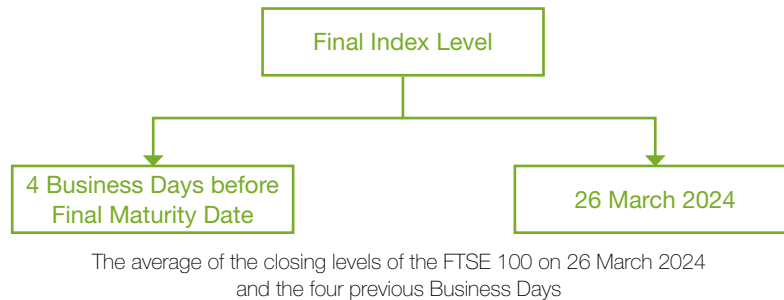 Final Index Level
4 Business Days before
Final Maturity Date
26 March 2024
The average of the closing levels of the FTSE 100 on 26 March 2024
and the four previous Business Days